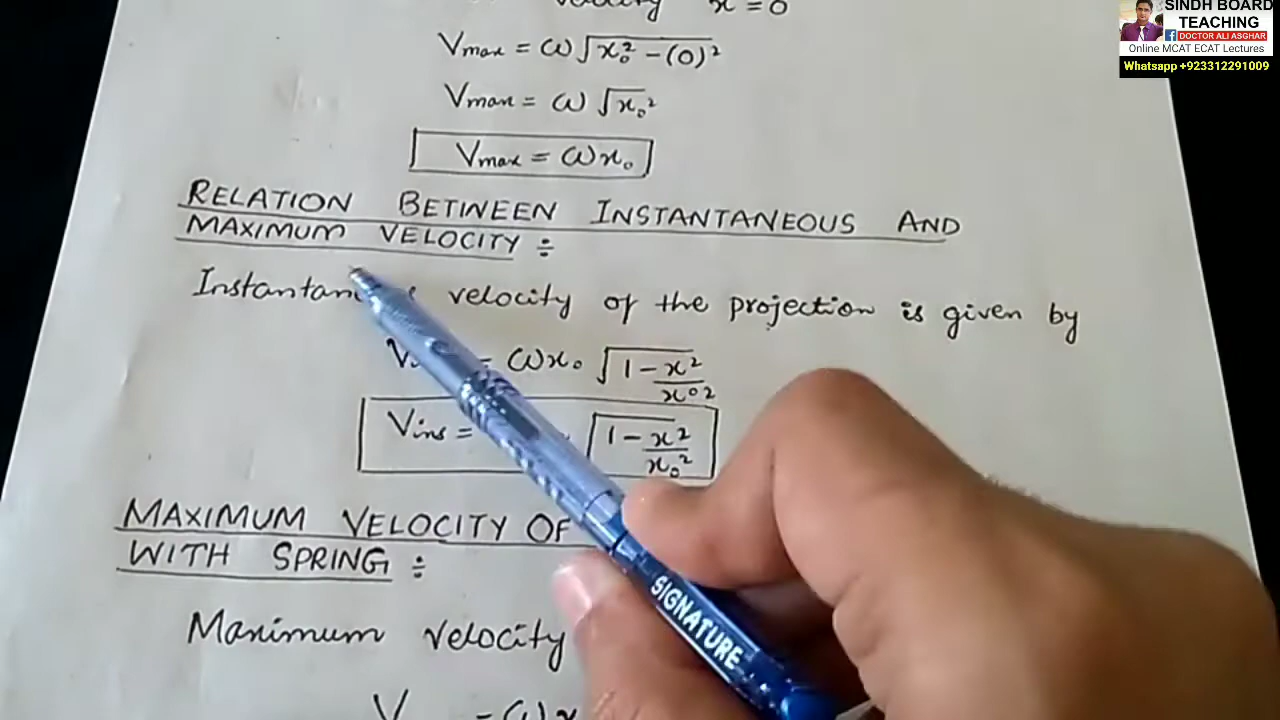 x = 0
SINDH BOARD
TEACHING
DOCTOR ALI ASGHAR
Online MCAT ECAT Lectures
Whatsapp +923312291009
Vmax = ω√x₀² − (0)²
Vmax = ω √x₀²
Vmax = ωx₀
RELATION BETINEEN INSTANTANEOUS AND
MAXIMUM VELOCITY ÷
velocity of the projection is given by
= ωx₀ √1 − x²/x₀²
Vins = √1 − x²/x₀²
MAXIMUM VELOCITY OF
WITH SPRING ÷
Maximum velocity
V = ωx
SIGNATURE